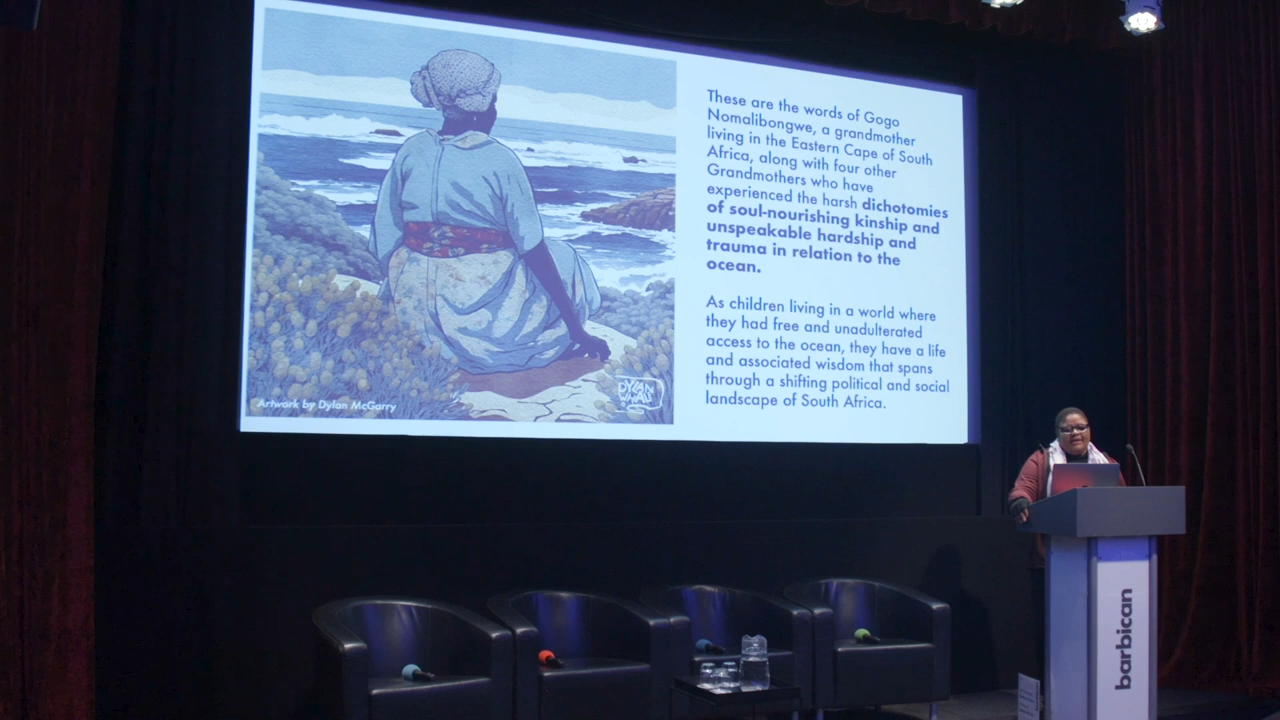 These are the words of Gogo
Nomalibongwe, a grandmother
living in the Eastern Cape of South
Africa, along with four other
Grandmothers who have
experienced the harsh dichotomies
of soul-nourishing kinship and
unspeakable hardship and
trauma in relation to the
ocean.
As children living in a world where
they had free and unadulterated
access to the ocean, they have a life
and associated wisdom that spans
through a shifting political and social
landscape of South Africa.
Artwork by Dylan McGarry
barbican